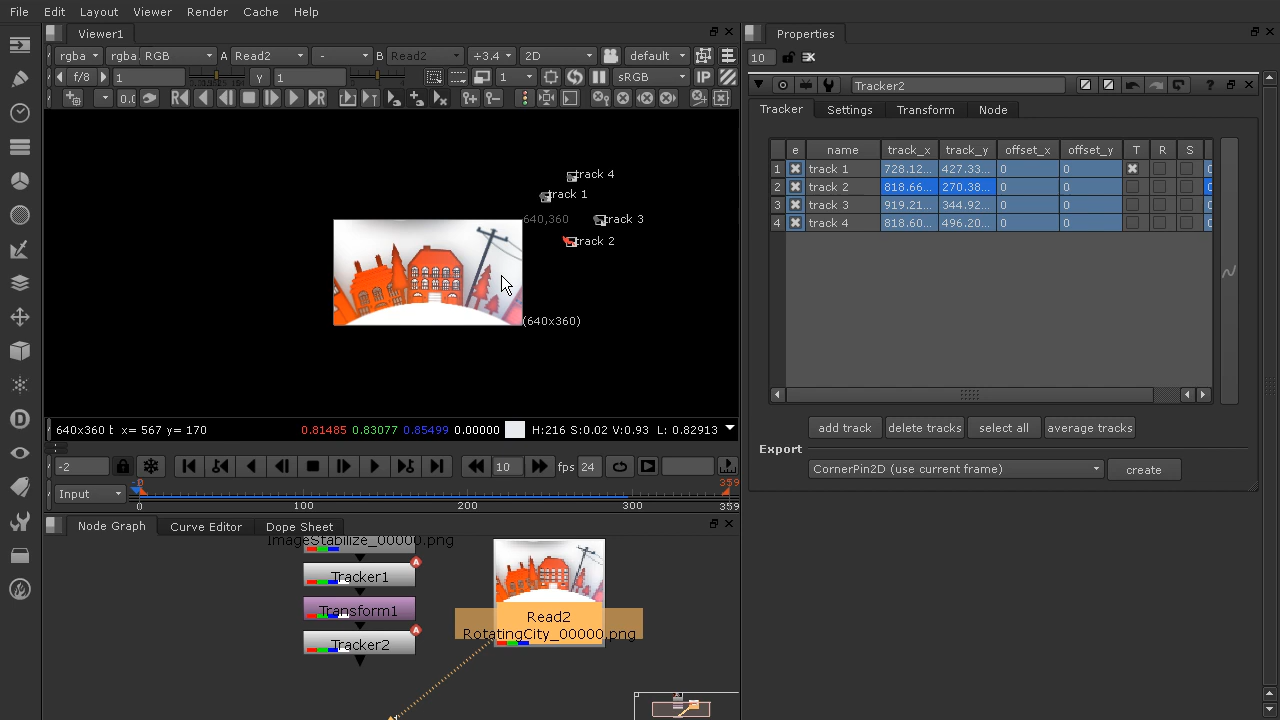 File Edit Layout Viewer Render Cache Help
Viewer1
rgba rgba. RGB A Read2 - B Read2 ÷3.4 2D default
f/8 1 γ 1 1 sRGB IP
0.(
track 4
track 1
640,360
track 3
track 2
(640x360)
640x360 t x= 567 y= 170 0.81485 0.83077 0.85499 0.00000 H:216 S:0.02 V:0.93 L: 0.82913
-2 10 fps 24
Input 0 100 200 300 359
359
Node Graph Curve Editor Dope Sheet
ImageStabilize_00000.png
Tracker1
A
Transform1
Tracker2
A
Read2
RotatingCity_00000.png
Properties
10
Tracker2 ?
Tracker Settings Transform Node
e name track_x track_y offset_x offset_y T R S
1 track 1 728.12... 427.33... 0 0
2 track 2 818.66... 270.38... 0 0
3 track 3 919.21... 344.92... 0 0
4 track 4 818.60... 496.20... 0 0
add track delete tracks select all average tracks
Export
CornerPin2D (use current frame) create